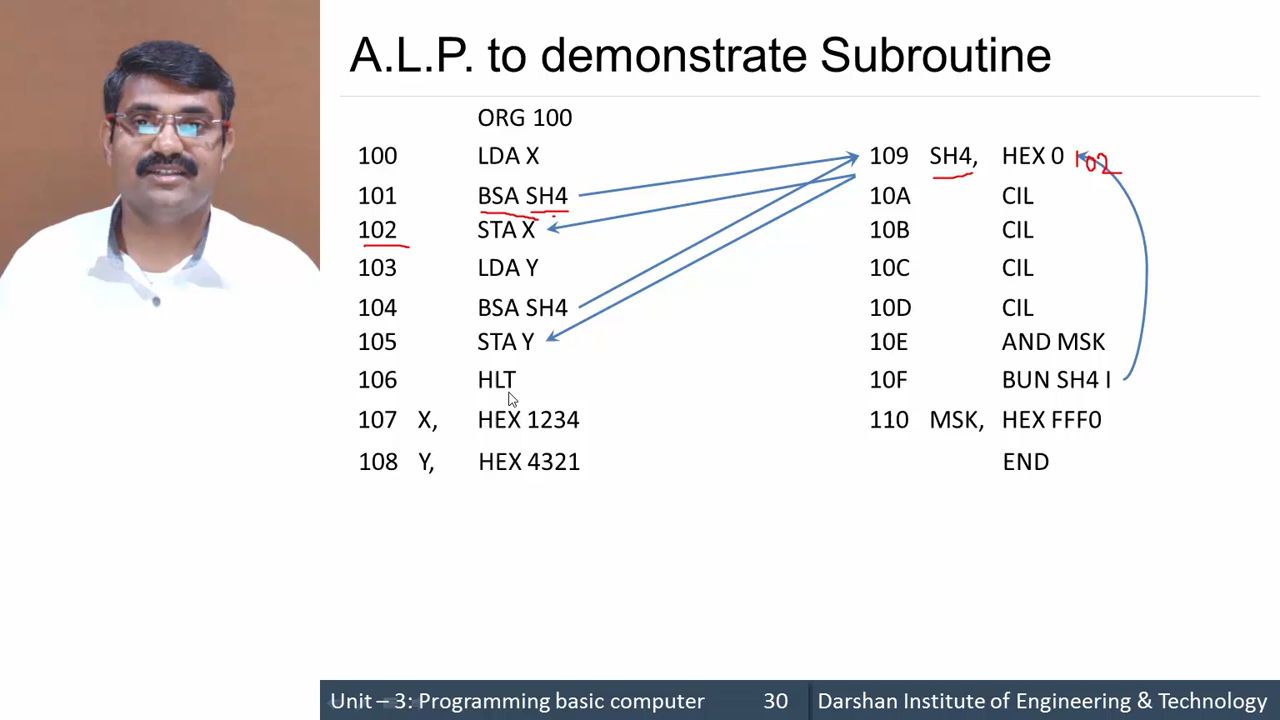 A.L.P. to demonstrate Subroutine
ORG 100
100 LDA X
101 BSA SH4
102 STA X
103 LDA Y
104 BSA SH4
105 STA Y
106 HLT
107 X, HEX 1234
108 Y, HEX 4321
109 SH4, HEX 0 102
10A CIL
10B CIL
10C CIL
10D CIL
10E AND MSK
10F BUN SH4 I
110 MSK, HEX FFF0
END
Unit – 3: Programming basic computer 30 Darshan Institute of Engineering & Technology